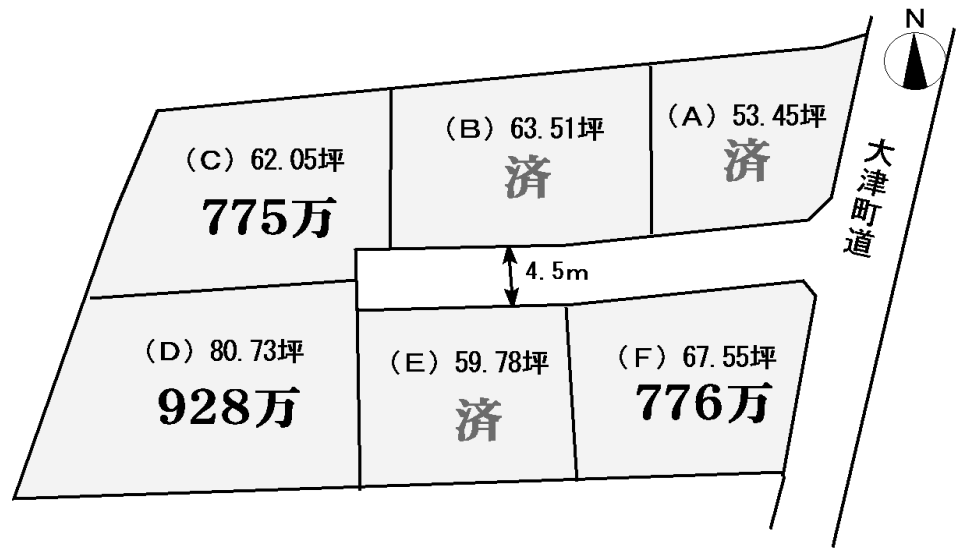 N
(A) 53.45坪
済
(B) 63.51坪
済
(C) 62.05坪
775万
大津町道
4.5m
(D) 80.73坪
928万
(E) 59.78坪
済
(F) 67.55坪
776万